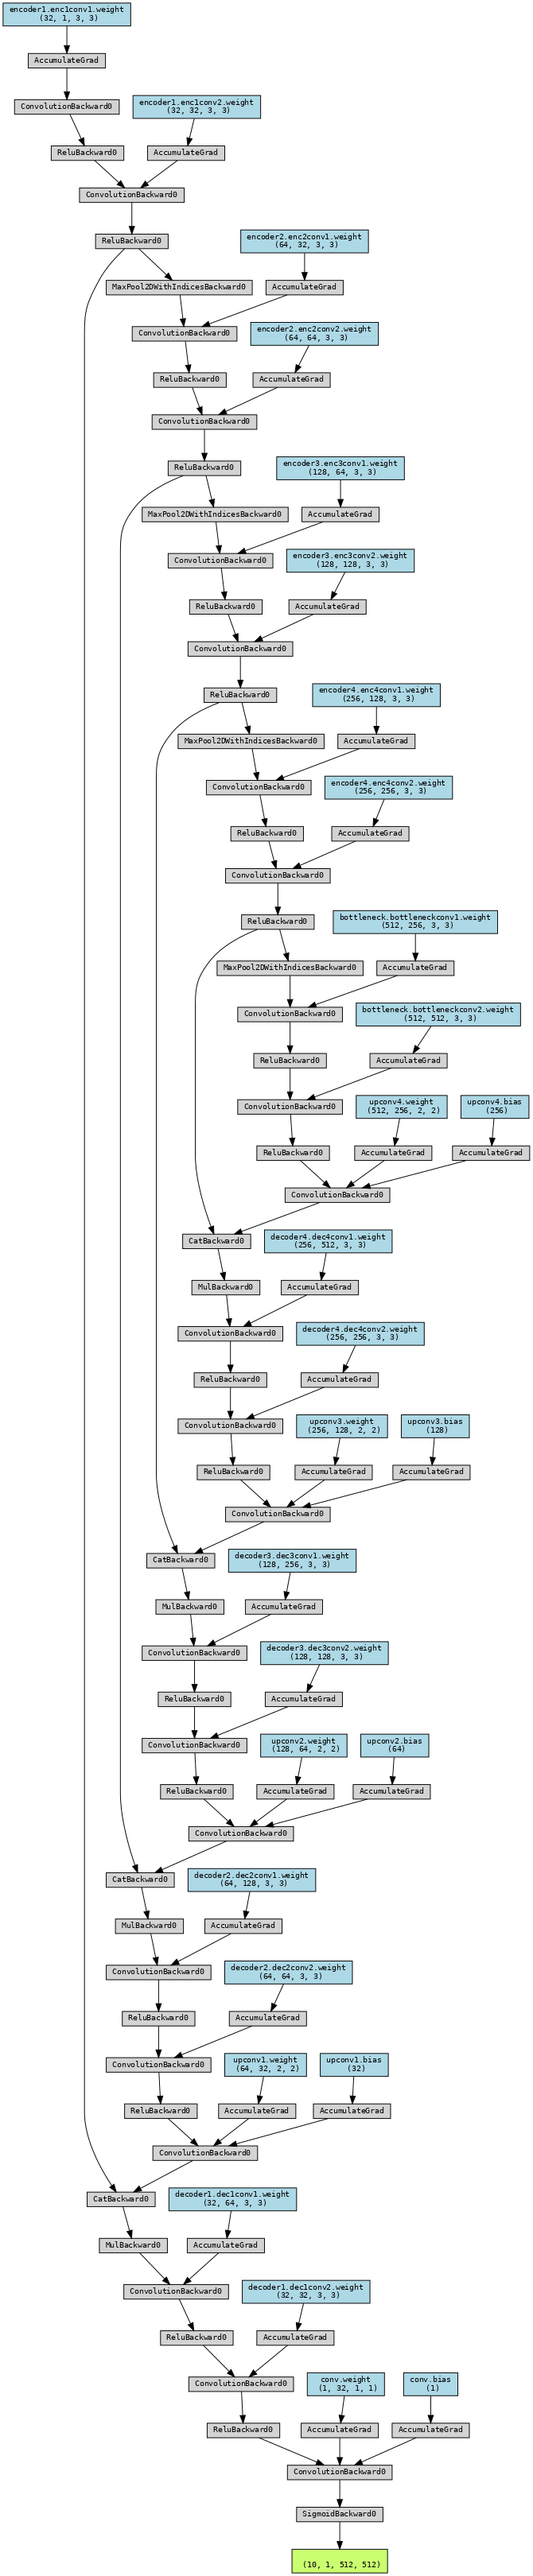 encoder1.enc1conv1.weight
(32, 1, 3, 3)
AccumulateGrad
ConvolutionBackward0
encoder1.enc1conv2.weight
(32, 32, 3, 3)
ReluBackward0
AccumulateGrad
ConvolutionBackward0
ReluBackward0
encoder2.enc2conv1.weight
(64, 32, 3, 3)
MaxPool2DWithIndicesBackward0
AccumulateGrad
ConvolutionBackward0
encoder2.enc2conv2.weight
(64, 64, 3, 3)
ReluBackward0
AccumulateGrad
ConvolutionBackward0
ReluBackward0
encoder3.enc3conv1.weight
(128, 64, 3, 3)
MaxPool2DWithIndicesBackward0
AccumulateGrad
ConvolutionBackward0
encoder3.enc3conv2.weight
(128, 128, 3, 3)
ReluBackward0
AccumulateGrad
ConvolutionBackward0
ReluBackward0
encoder4.enc4conv1.weight
(256, 128, 3, 3)
MaxPool2DWithIndicesBackward0
AccumulateGrad
ConvolutionBackward0
encoder4.enc4conv2.weight
(256, 256, 3, 3)
ReluBackward0
AccumulateGrad
ConvolutionBackward0
ReluBackward0
bottleneck.bottleneckconv1.weight
(512, 256, 3, 3)
MaxPool2DWithIndicesBackward0
AccumulateGrad
ConvolutionBackward0
bottleneck.bottleneckconv2.weight
(512, 512, 3, 3)
ReluBackward0
AccumulateGrad
ConvolutionBackward0
upconv4.weight
(512, 256, 2, 2)
upconv4.bias
(256)
ReluBackward0
AccumulateGrad
AccumulateGrad
ConvolutionBackward0
CatBackward0
decoder4.dec4conv1.weight
(256, 512, 3, 3)
MulBackward0
AccumulateGrad
ConvolutionBackward0
decoder4.dec4conv2.weight
(256, 256, 3, 3)
ReluBackward0
AccumulateGrad
ConvolutionBackward0
upconv3.weight
(256, 128, 2, 2)
upconv3.bias
(128)
ReluBackward0
AccumulateGrad
AccumulateGrad
ConvolutionBackward0
CatBackward0
decoder3.dec3conv1.weight
(128, 256, 3, 3)
MulBackward0
AccumulateGrad
ConvolutionBackward0
decoder3.dec3conv2.weight
(128, 128, 3, 3)
ReluBackward0
AccumulateGrad
ConvolutionBackward0
upconv2.weight
(128, 64, 2, 2)
upconv2.bias
(64)
ReluBackward0
AccumulateGrad
AccumulateGrad
ConvolutionBackward0
CatBackward0
decoder2.dec2conv1.weight
(64, 128, 3, 3)
MulBackward0
AccumulateGrad
ConvolutionBackward0
decoder2.dec2conv2.weight
(64, 64, 3, 3)
ReluBackward0
AccumulateGrad
ConvolutionBackward0
upconv1.weight
(64, 32, 2, 2)
upconv1.bias
(32)
ReluBackward0
AccumulateGrad
AccumulateGrad
ConvolutionBackward0
CatBackward0
decoder1.dec1conv1.weight
(32, 64, 3, 3)
MulBackward0
AccumulateGrad
ConvolutionBackward0
decoder1.dec1conv2.weight
(32, 32, 3, 3)
ReluBackward0
AccumulateGrad
ConvolutionBackward0
conv.weight
(1, 32, 1, 1)
conv.bias
(1)
ReluBackward0
AccumulateGrad
AccumulateGrad
ConvolutionBackward0
SigmoidBackward0
(10, 1, 512, 512)